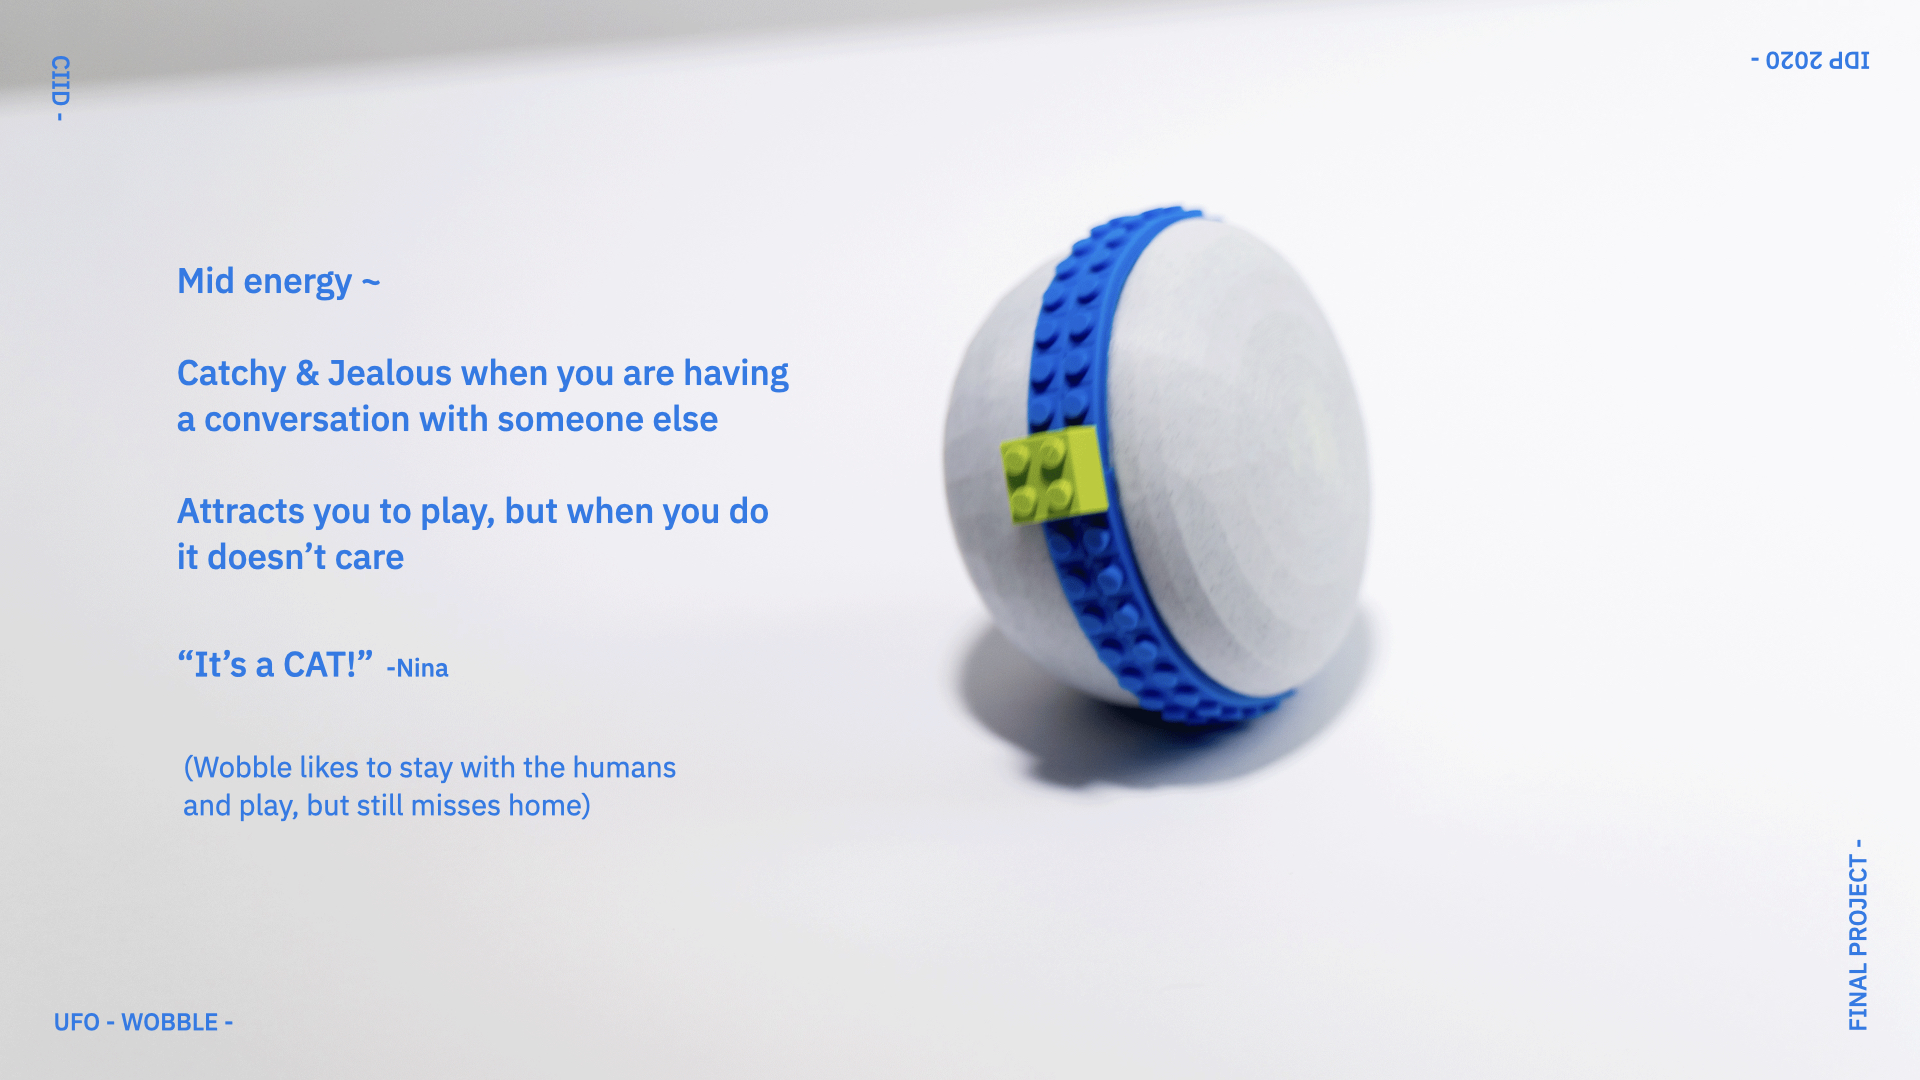 CIID -
IDP 2020 -
Mid energy ~
Catchy & Jealous when you are having
a conversation with someone else
Attracts you to play, but when you do
it doesn’t care
“It’s a CAT!” -Nina
(Wobble likes to stay with the humans
and play, but still misses home)
FINAL PROJECT -
UFO - WOBBLE -